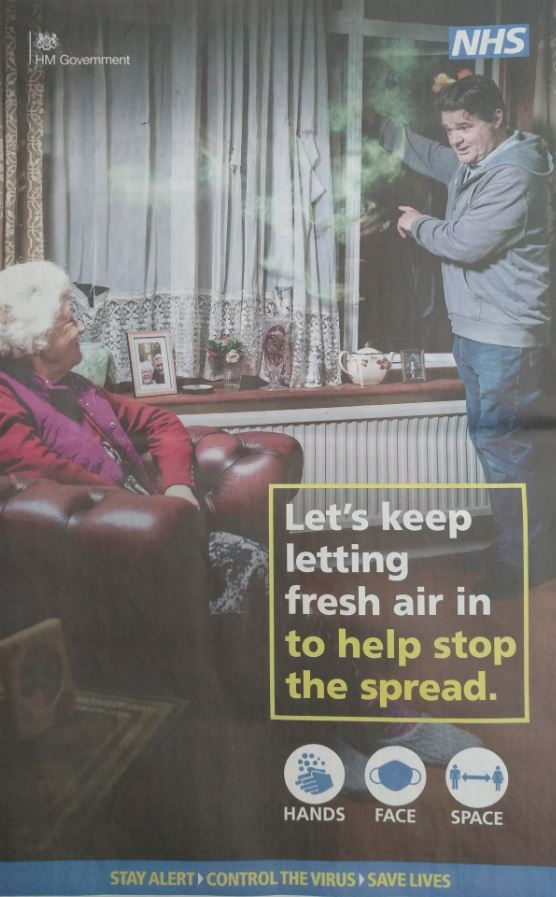 HM Government
NHS
Let's keep
letting
fresh air in
to help stop
the spread.
HANDS FACE SPACE
STAY ALERT CONTROL THE VIRUS SAVE LIVES